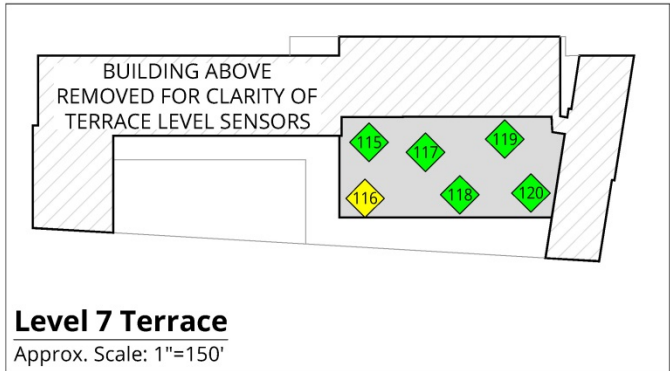 BUILDING ABOVE
REMOVED FOR CLARITY OF
TERRACE LEVEL SENSORS
115
117
119
116
118
120
Level 7 Terrace
Approx. Scale: 1"=150'